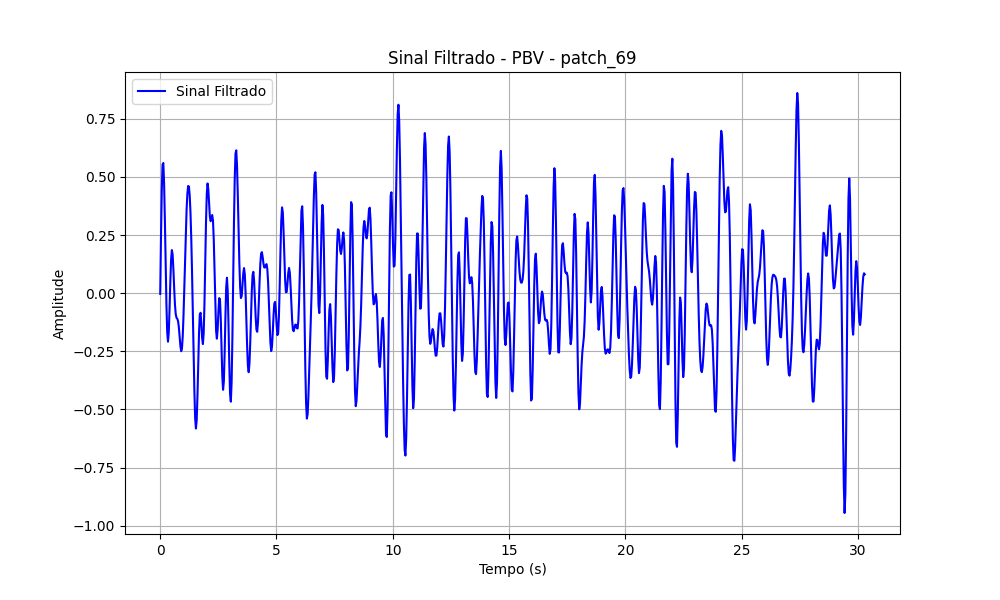 Sinal Filtrado - PBV - patch_69
Sinal Filtrado
0.75
0.50
0.25
0.00
−0.25
−0.50
−0.75
−1.00
Amplitude
0 5 10 15 20 25 30
Tempo (s)